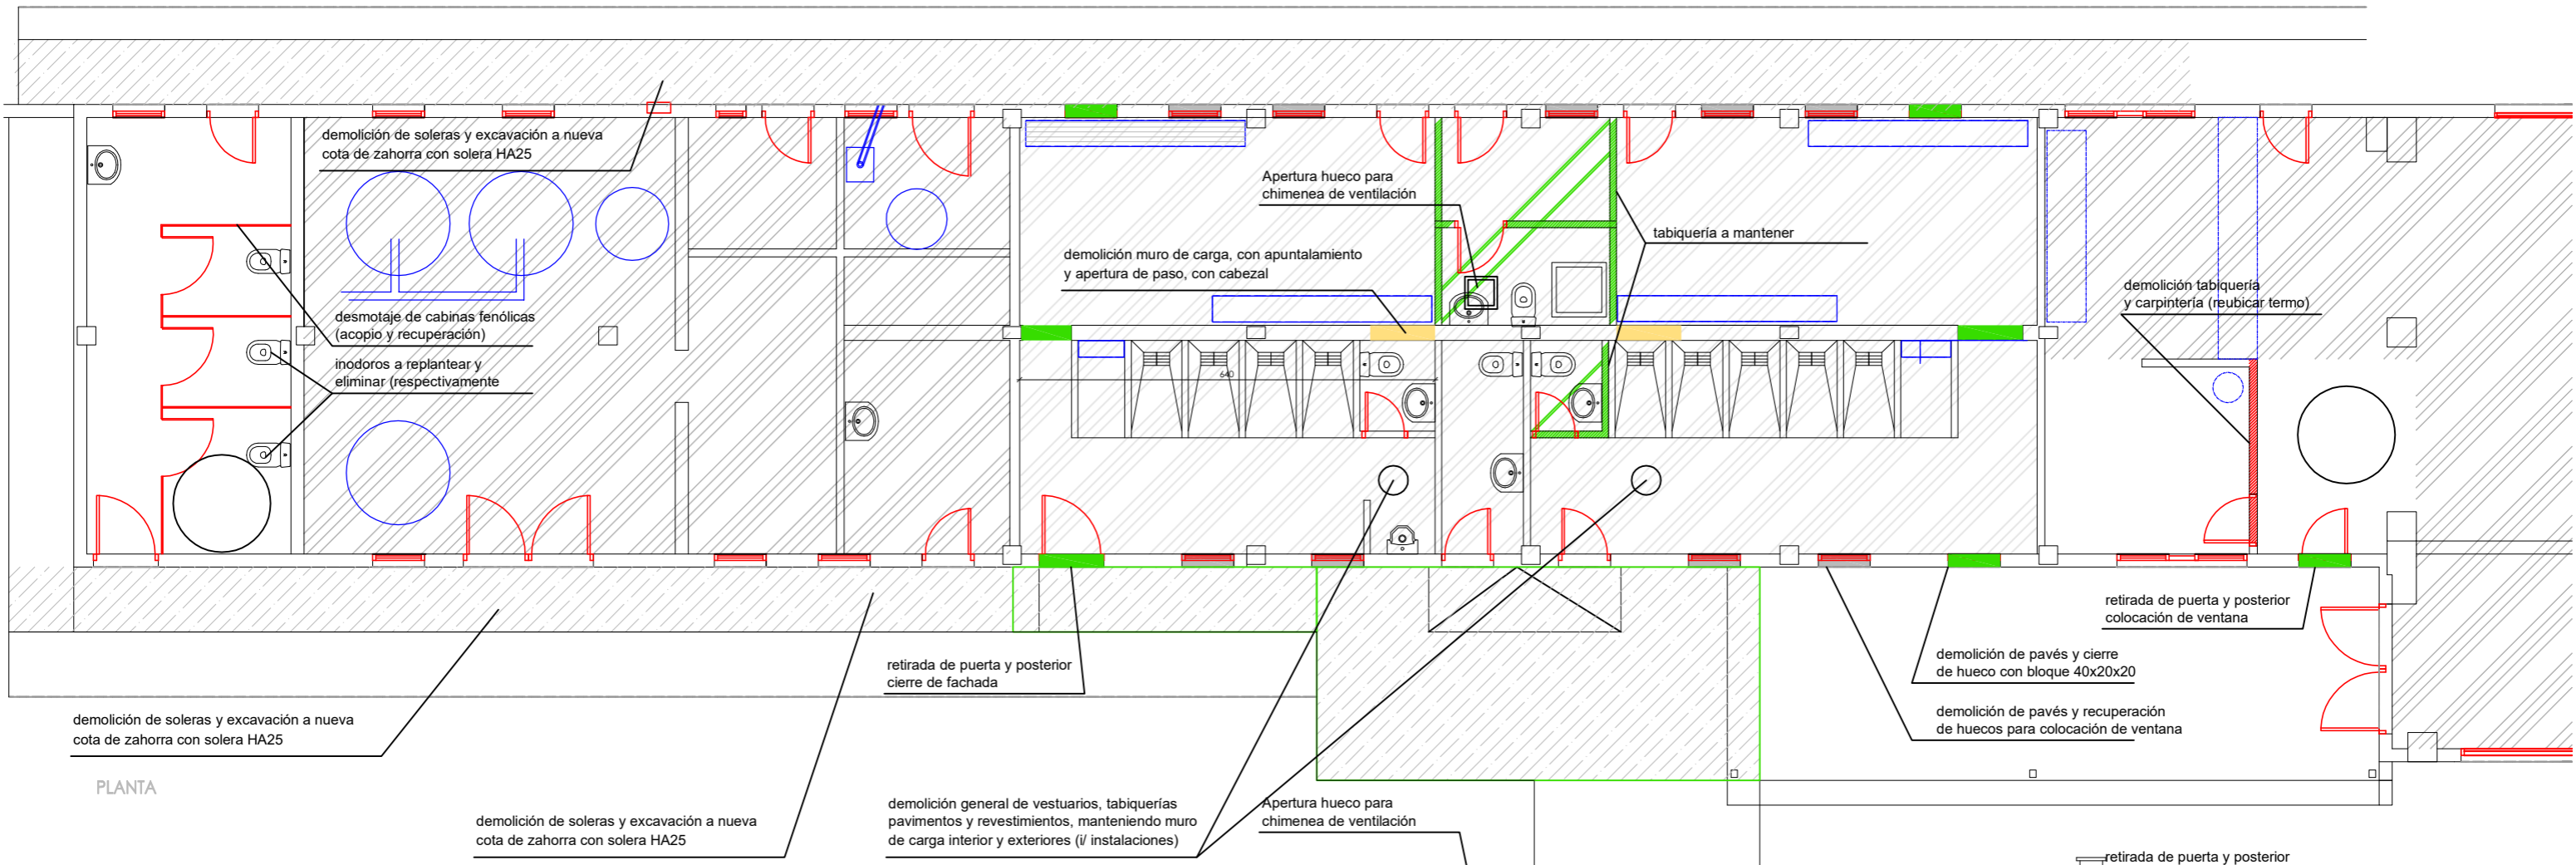 demolición de soleras y excavación a nueva
cota de zahorra con solera HA25
Apertura hueco para
chimenea de ventilación
tabiquería a mantener
demolición muro de carga, con apuntalamiento
y apertura de paso, con cabezal
demolición tabiquería
y carpintería (reubicar termo)
desmotaje de cabinas fenólicas
(acopio y recuperación)
inodoros a replantear y
eliminar (respectivamente
640
retirada de puerta y posterior
colocación de ventana
retirada de puerta y posterior
cierre de fachada
demolición de pavés y cierre
de hueco con bloque 40x20x20
demolición de pavés y recuperación
de huecos para colocación de ventana
demolición de soleras y excavación a nueva
cota de zahorra con solera HA25
PLANTA
demolición de soleras y excavación a nueva
cota de zahorra con solera HA25
demolición general de vestuarios, tabiquerías
pavimentos y revestimientos, manteniendo muro
de carga interior y exteriores (i/ instalaciones)
Apertura hueco para
chimenea de ventilación
retirada de puerta y posterior